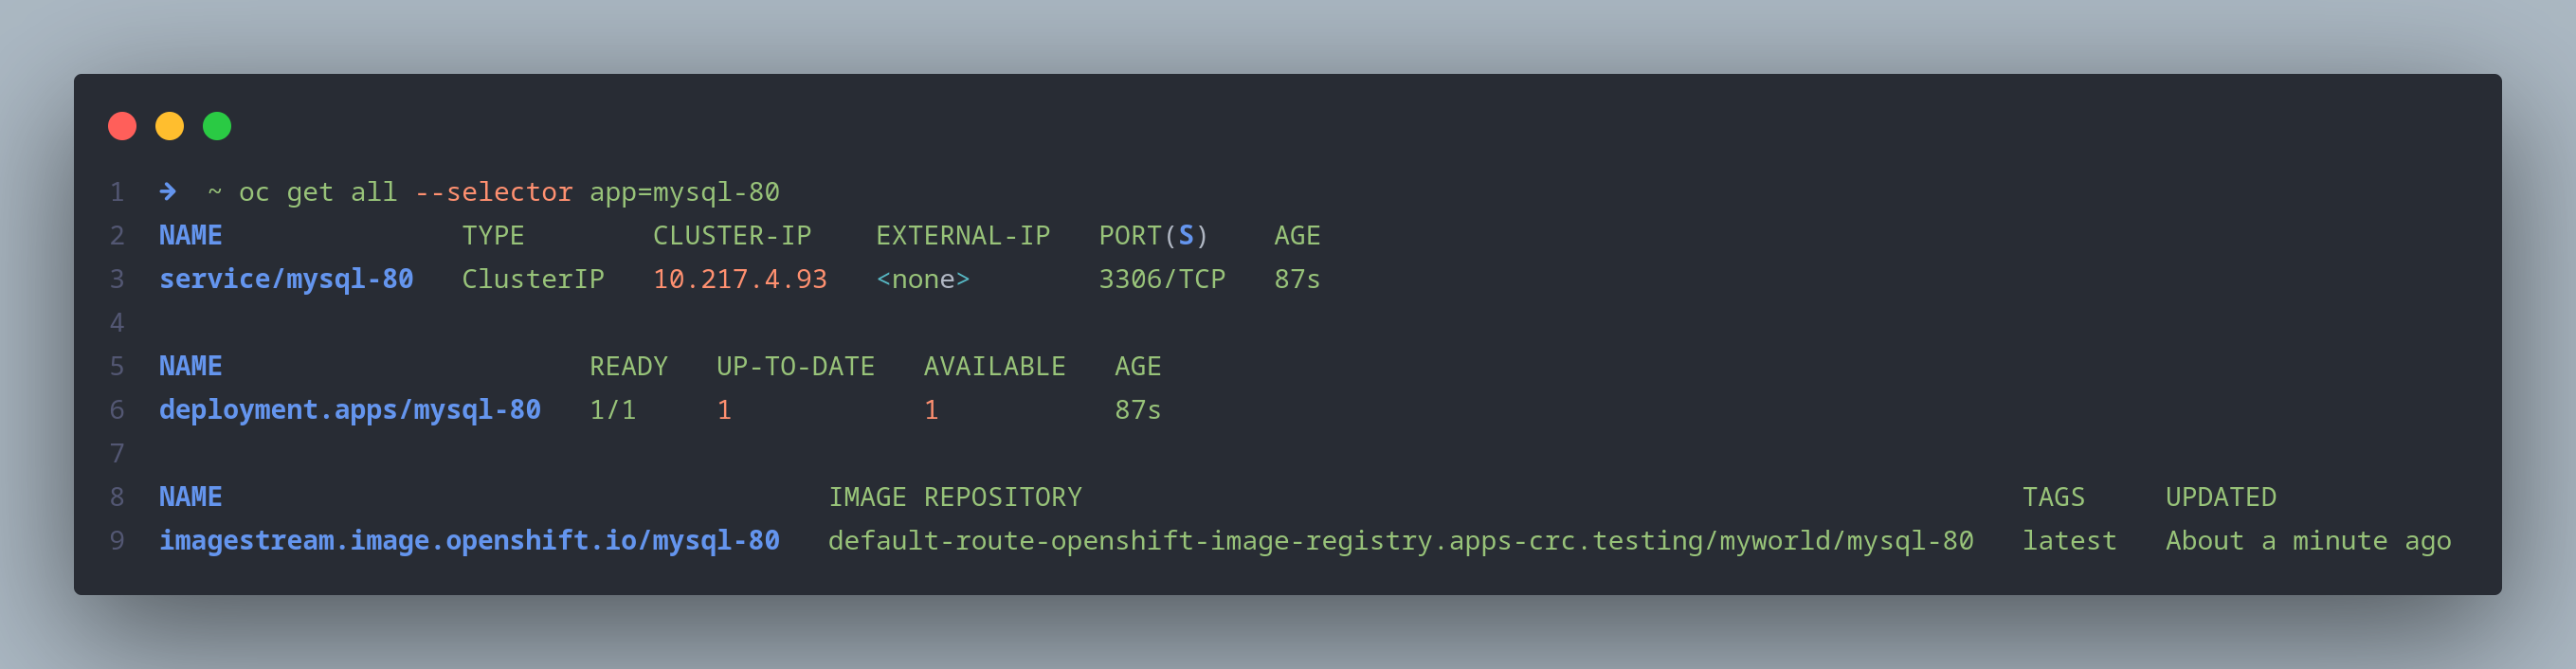 1 → ~ oc get all --selector app=mysql-80
2 NAME TYPE CLUSTER-IP EXTERNAL-IP PORT(S) AGE
3 service/mysql-80 ClusterIP 10.217.4.93 <none> 3306/TCP 87s
4
5 NAME READY UP-TO-DATE AVAILABLE AGE
6 deployment.apps/mysql-80 1/1 1 1 87s
7
8 NAME IMAGE REPOSITORY TAGS UPDATED
9 imagestream.image.openshift.io/mysql-80 default-route-openshift-image-registry.apps-crc.testing/myworld/mysql-80 latest About a minute ago